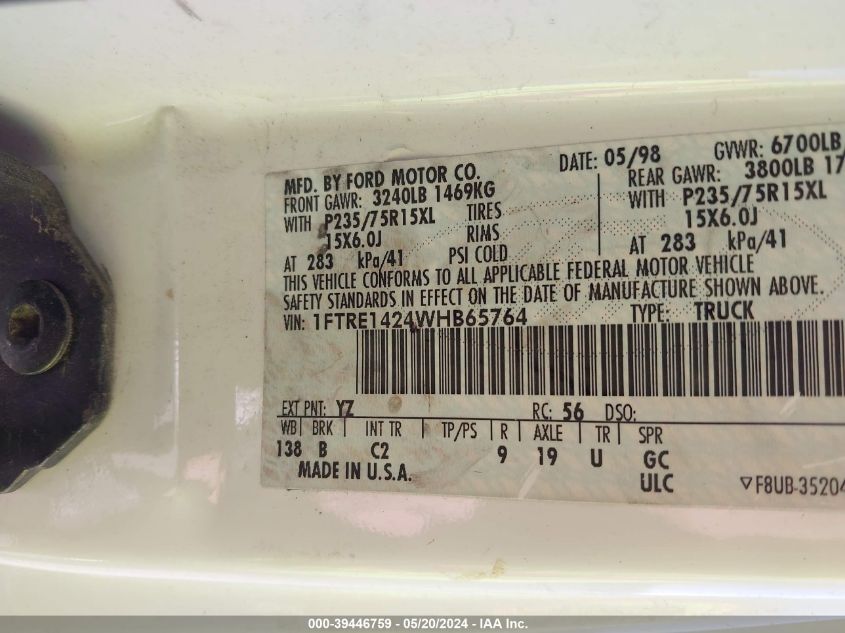 MFD. BY FORD MOTOR CO. DATE: 05/98 GVWR: 6700LB/
FRONT GAWR: 3240LB 1469KG REAR GAWR: 3800LB 17
WITH P235/75R15XL TIRES WITH P235/75R15XL
15X6.0J RIMS 15X6.0J
AT 283 kPa/41 PSI COLD AT 283 kPa/41
THIS VEHICLE CONFORMS TO ALL APPLICABLE FEDERAL MOTOR VEHICLE
SAFETY STANDARDS IN EFFECT ON THE DATE OF MANUFACTURE SHOWN ABOVE.
VIN: 1FTRE1424WHB65764 TYPE: TRUCK
EXT PNT: YZ RC: 56 DSO:
WB BRK INT TR TP/PS R AXLE TR SPR
138 B C2 9 19 U GC
MADE IN U.S.A. ULC ▽F8UB-35204
000-39446759 - 05/20/2024 - IAA Inc.